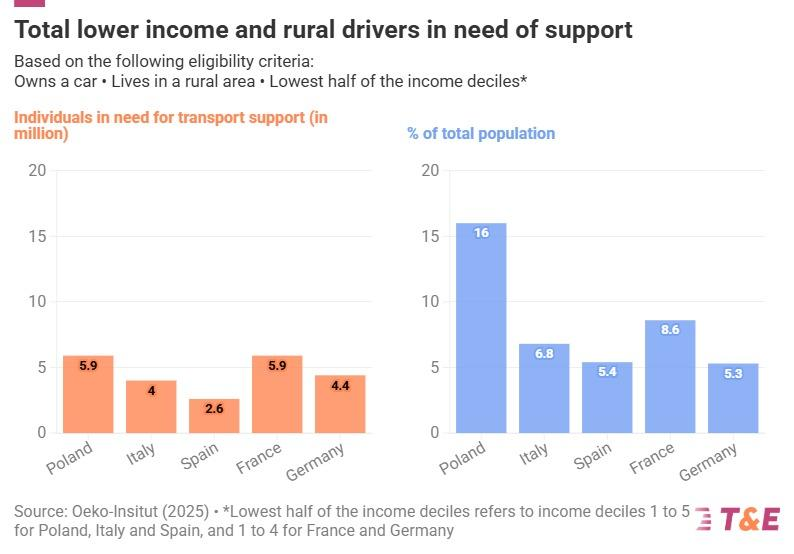 Total lower income and rural drivers in need of support
Based on the following eligibility criteria:
Owns a car • Lives in a rural area • Lowest half of the income deciles*
Individuals in need for transport support (in
million)
20
15
10
5
0
5.9
4
2.6
5.9
4.4
Poland
Italy
Spain
France
Germany
% of total population
20
15
10
5
0
16
6.8
5.4
8.6
5.3
Poland
Italy
Spain
France
Germany
Source: Oeko-Insitut (2025) • *Lowest half of the income deciles refers to income deciles 1 to 5
for Poland, Italy and Spain, and 1 to 4 for France and Germany
T&E